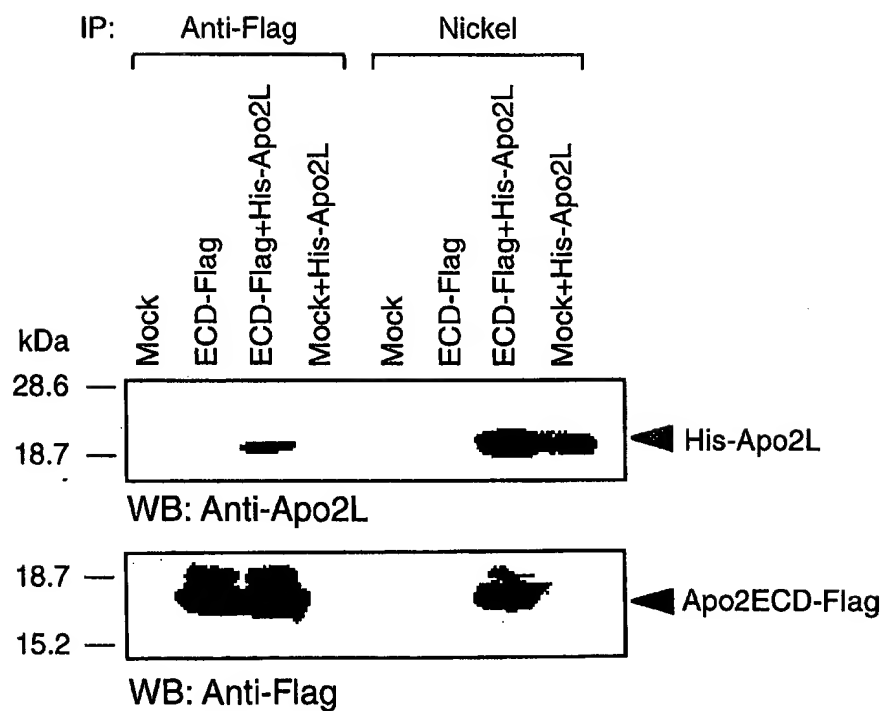 IP: Anti-Flag Nickel
Mock
ECD-Flag
ECD-Flag+His-Apo2L
Mock+His-Apo2L
Mock
ECD-Flag
ECD-Flag+His-Apo2L
Mock+His-Apo2L
kDa
28.6
18.7
His-Apo2L
WB: Anti-Apo2L
18.7
Apo2ECD-Flag
15.2
WB: Anti-Flag